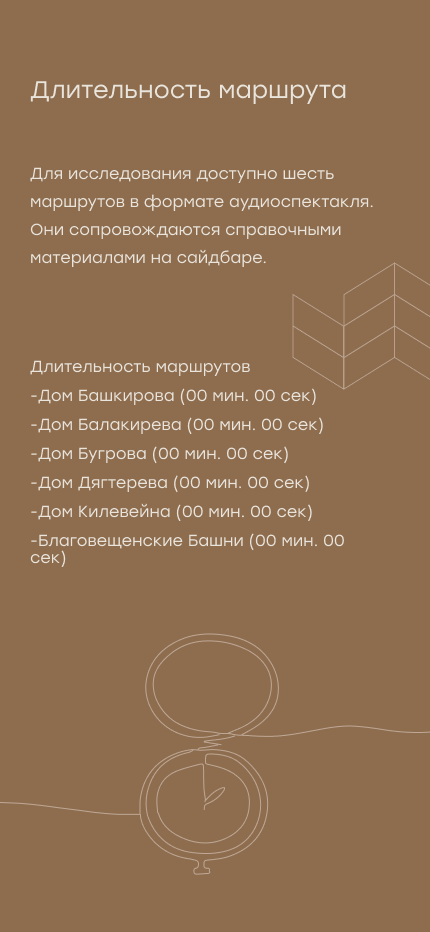 Длительность маршрута
Для исследования доступно шесть
маршрутов в формате аудиоспектакля.
Они сопровождаются справочными
материалами на сайдбаре.
Длительность маршрутов
-Дом Башкирова (00 мин. 00 сек)
-Дом Балакирева (00 мин. 00 сек)
-Дом Бугрова (00 мин. 00 сек)
-Дом Дягтерева (00 мин. 00 сек)
-Дом Килевейна (00 мин. 00 сек)
-Благовещенские Башни (00 мин. 00
сек)